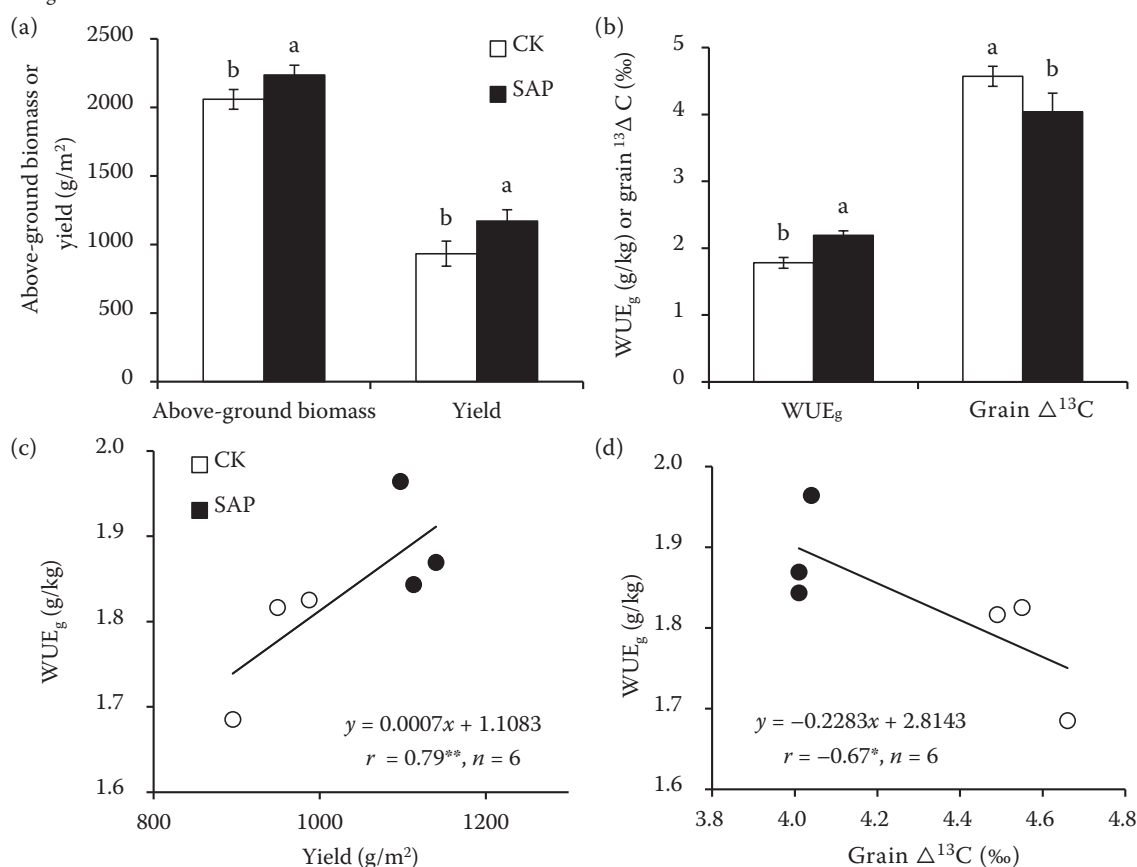 g
(a)
Above-ground biomass or
yield (g/m²)
2500
2000
1500
1000
500
0
b
a
b
a
CK
SAP
Above-ground biomass
Yield
(b)
WUEg (g/kg) or grain ¹³Δ C (‰)
5
4
3
2
1
0
b
a
a
b
WUEg
Grain △¹³C
(c)
WUEg (g/kg)
2.0
1.9
1.8
1.7
1.6
CK
SAP
y = 0.0007x + 1.1083
r = 0.79**, n = 6
800
1000
1200
Yield (g/m²)
(d)
WUEg (g/kg)
2.0
1.9
1.8
1.7
1.6
y = −0.2283x + 2.8143
r = −0.67*, n = 6
3.8
4.0
4.2
4.4
4.6
4.8
Grain △¹³C (‰)